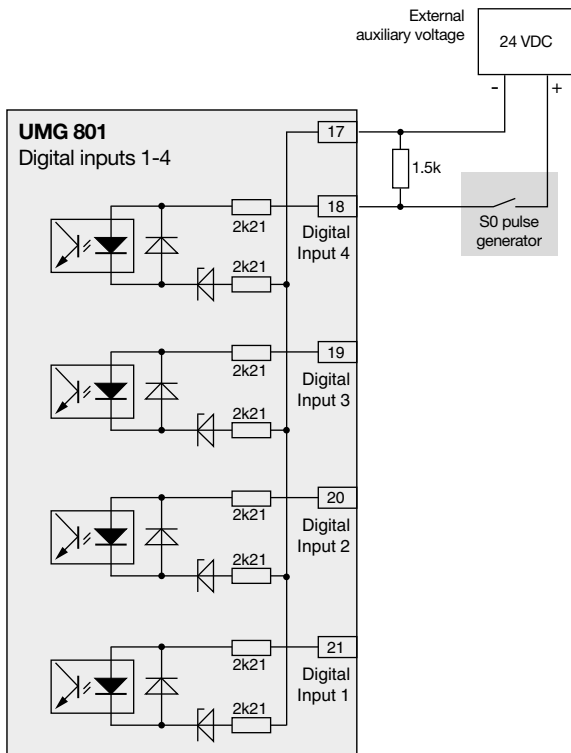 External
auxiliary voltage
24 VDC
- +
UMG 801
Digital inputs 1-4
17
1.5k
18
2k21
Digital
Input 4
2k21
S0 pulse
generator
19
2k21
Digital
Input 3
2k21
20
2k21
Digital
Input 2
2k21
21
2k21
Digital
Input 1
2k21